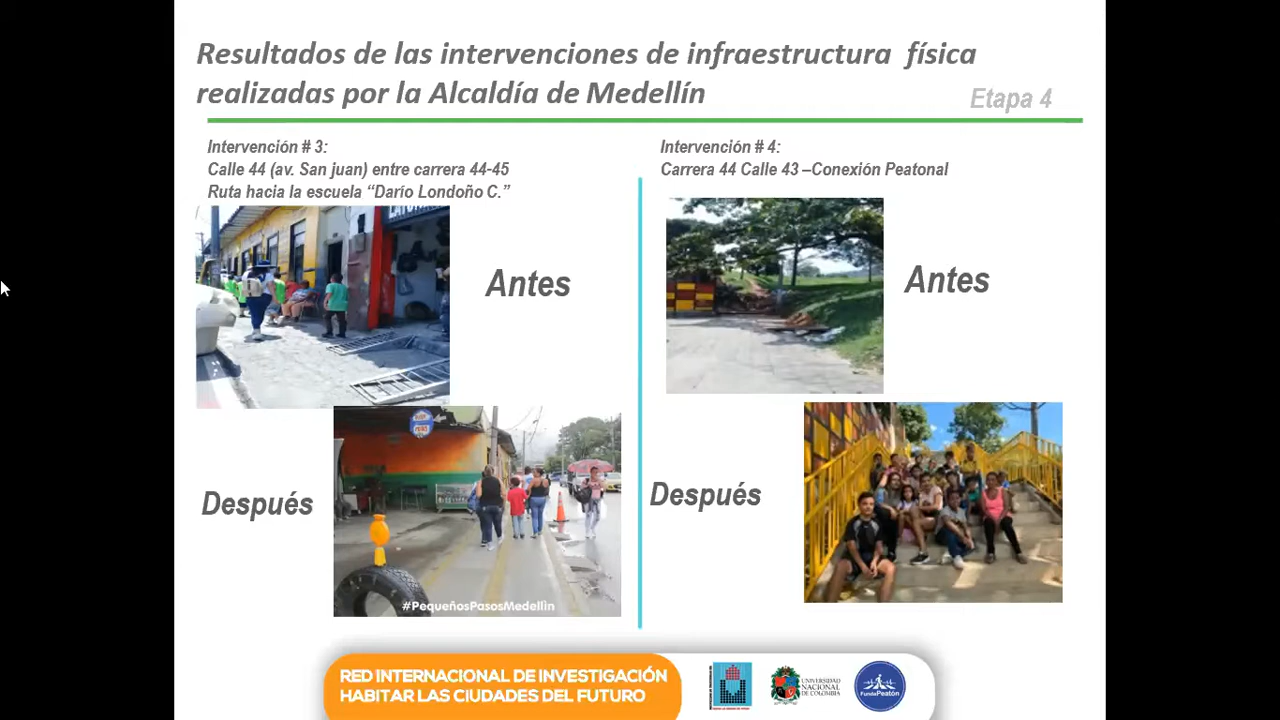 Resultados de las intervenciones de infraestructura física
realizadas por la Alcaldía de Medellín
Etapa 4
Intervención # 3:
Calle 44 (av. San juan) entre carrera 44-45
Ruta hacia la escuela “Darío Londoño C.”
Antes
Después
#PequeñosPasosMedellín
Intervención # 4:
Carrera 44 Calle 43 –Conexión Peatonal
Antes
Después
RED INTERNACIONAL DE INVESTIGACIÓN
HABITAR LAS CIUDADES DEL FUTURO
UNIVERSIDAD
NACIONAL
DE COLOMBIA
FundaPeatón